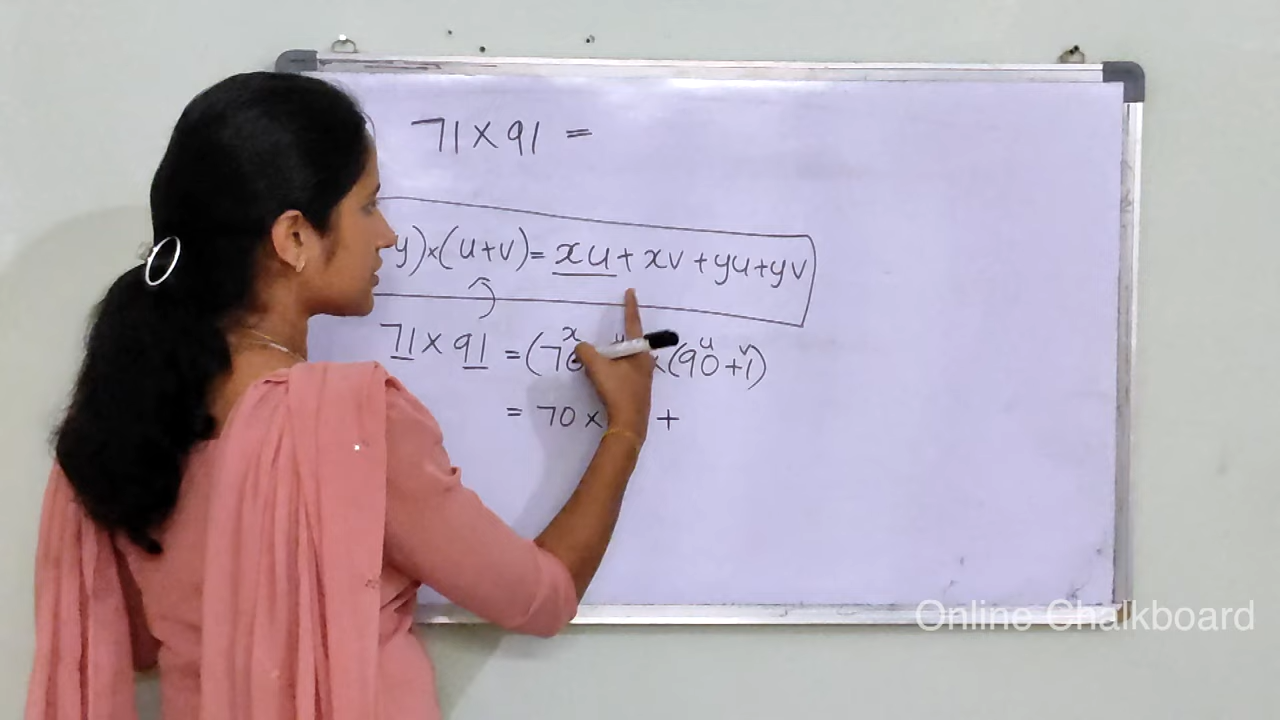 71 × 91 =
y) × (u + v) = xu + xv + yu + yv
71 × 91 = (70 × (90 + 1)
x u u v
= 70 × +
Online Chalkboard